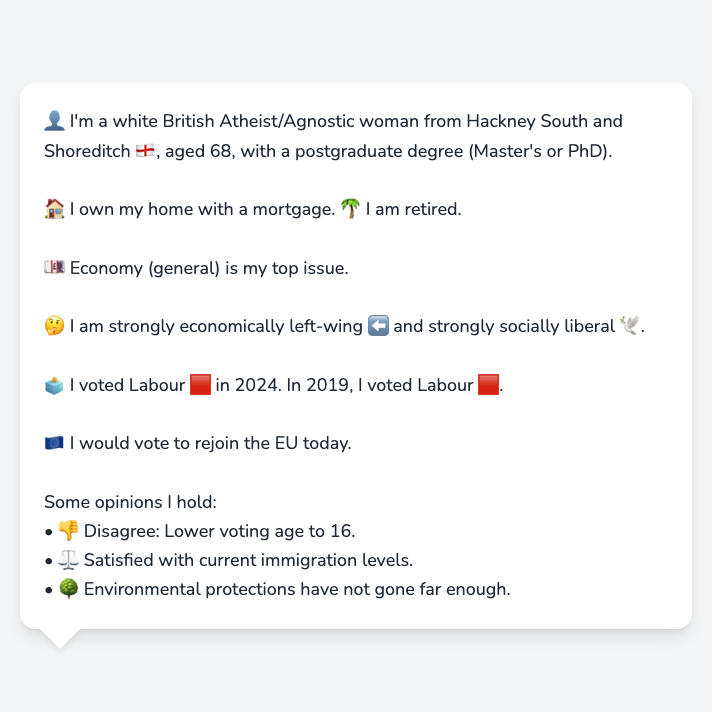 👤 I'm a white British Atheist/Agnostic woman from Hackney South and
Shoreditch 🏴󠁧󠁢󠁥󠁮󠁧󠁿, aged 68, with a postgraduate degree (Master's or PhD).
🏠 I own my home with a mortgage. 🌴 I am retired.
💷 Economy (general) is my top issue.
🤔 I am strongly economically left-wing ⬅️ and strongly socially liberal 🕊️.
🗳️ I voted Labour 🟥 in 2024. In 2019, I voted Labour 🟥.
🇪🇺 I would vote to rejoin the EU today.
Some opinions I hold:
• 👎 Disagree: Lower voting age to 16.
• ⚖️ Satisfied with current immigration levels.
• 🌳 Environmental protections have not gone far enough.